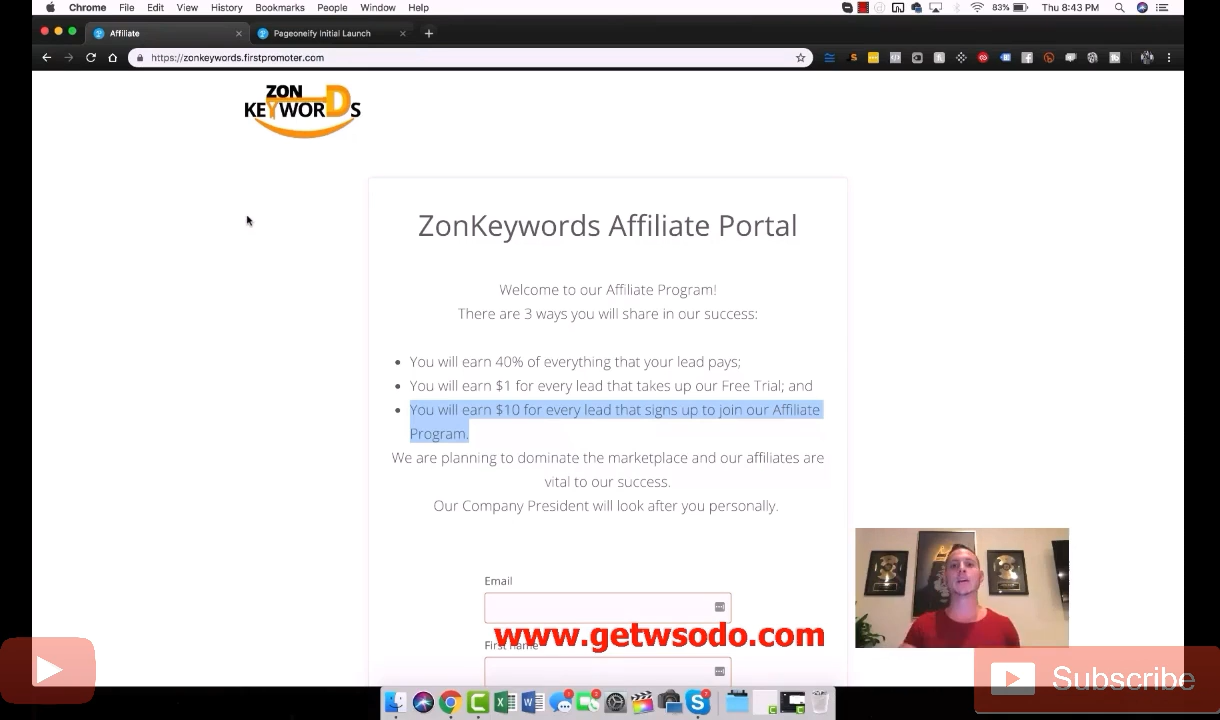 Chrome File Edit View History Bookmarks People Window Help 83% Thu 8:43 PM
Affiliate Pageoneify Initial Launch
https://zonkeywords.firstpromoter.com
ZON
KEYWORDS
ZonKeywords Affiliate Portal
Welcome to our Affiliate Program!
There are 3 ways you will share in our success:
• You will earn 40% of everything that your lead pays;
• You will earn $1 for every lead that takes up our Free Trial; and
• You will earn $10 for every lead that signs up to join our Affiliate
Program.
We are planning to dominate the marketplace and our affiliates are
vital to our success.
Our Company President will look after you personally.
Email
www.getwsodo.com
First name
Subscribe